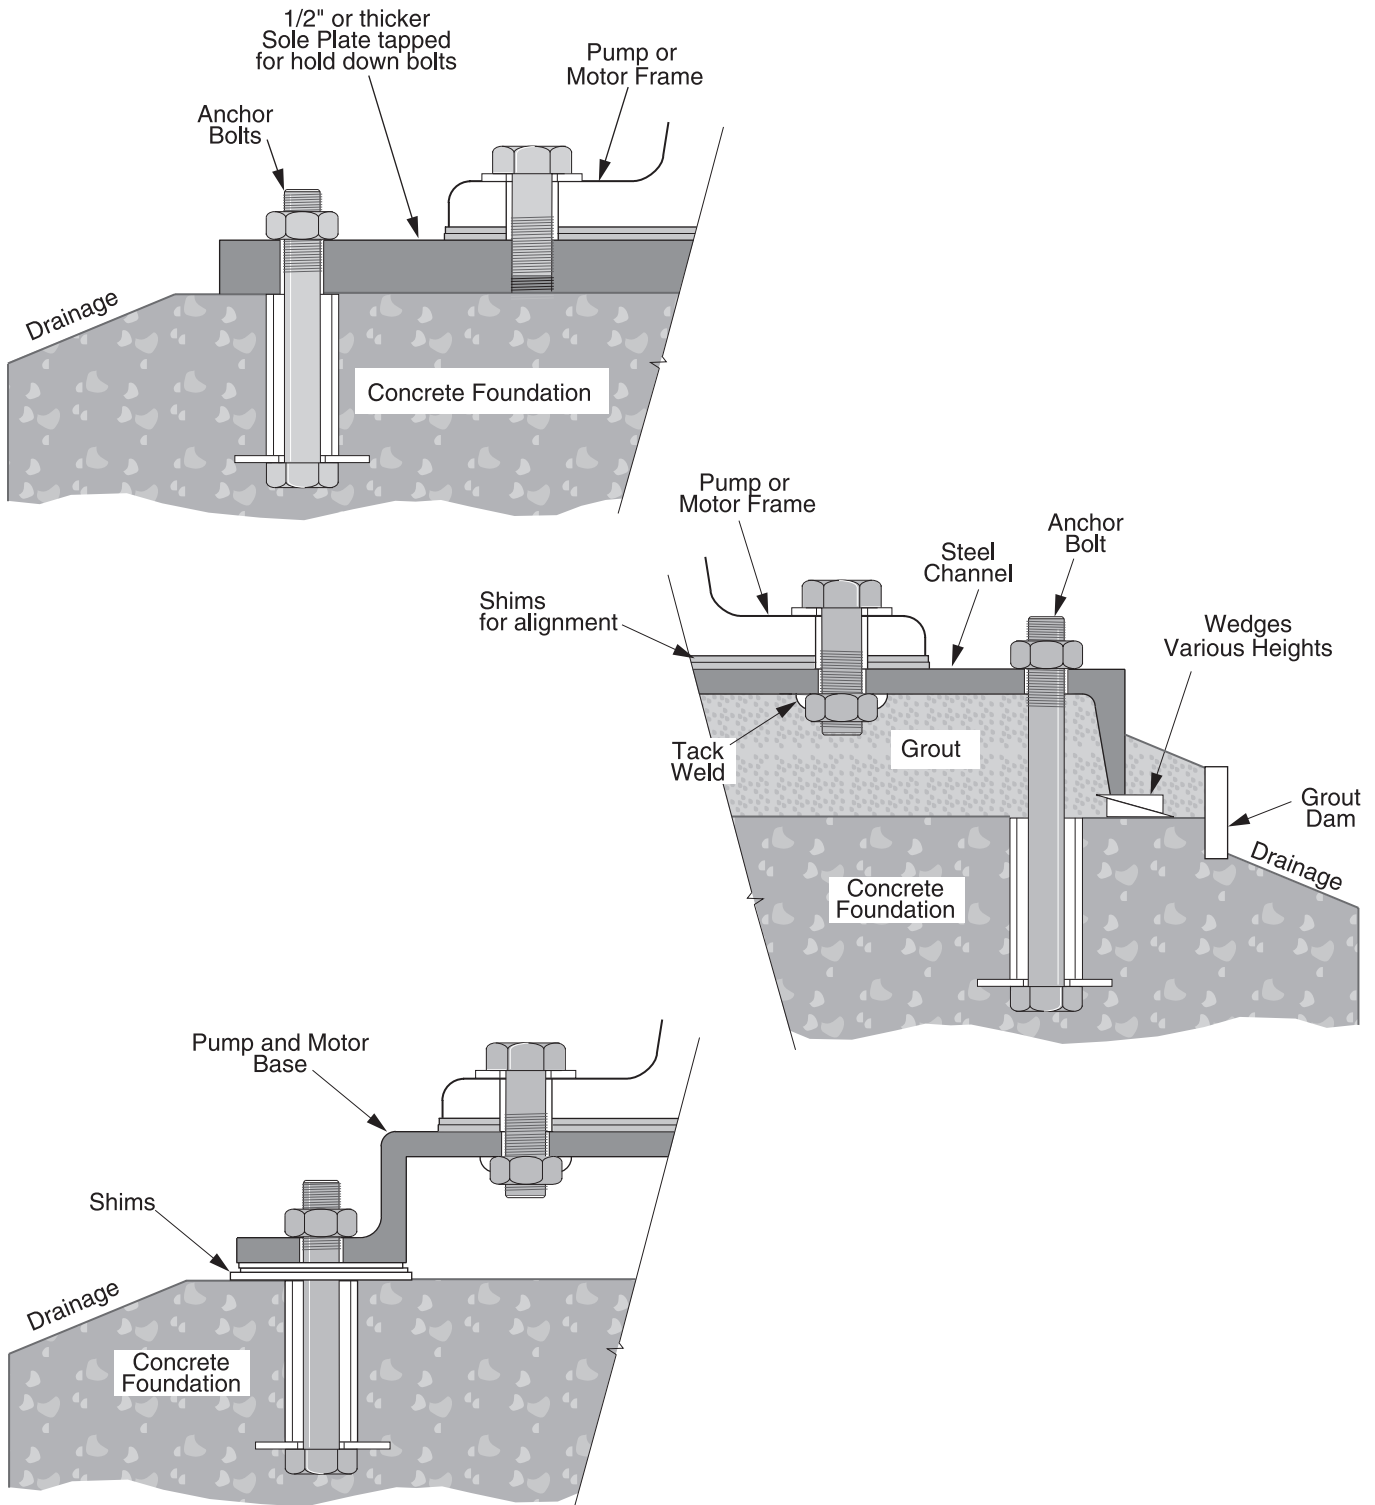 1/2" or thicker
Sole Plate tapped
for hold down bolts
Pump or
Motor Frame
Anchor
Bolts
Drainage
Concrete Foundation
Pump or
Motor Frame
Anchor
Bolt
Steel
Channel
Shims
for alignment
Wedges
Various Heights
Tack
Weld
Grout
Grout
Dam
Drainage
Concrete
Foundation
Pump and Motor
Base
Shims
Drainage
Concrete
Foundation